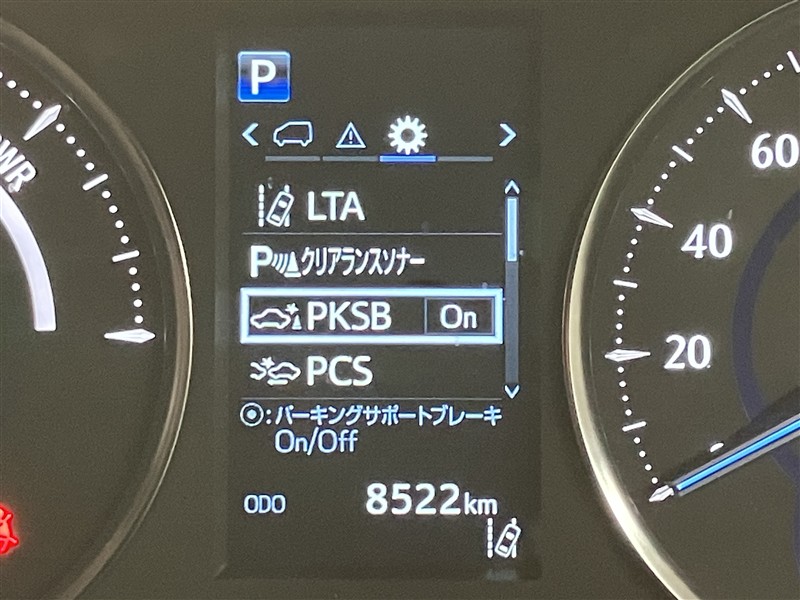 P
LTA
Pクリアランスソナー
PKSB On
PCS
:パーキングサポートブレーキ
On/Off
ODO 8522km
PWR
60
40
20